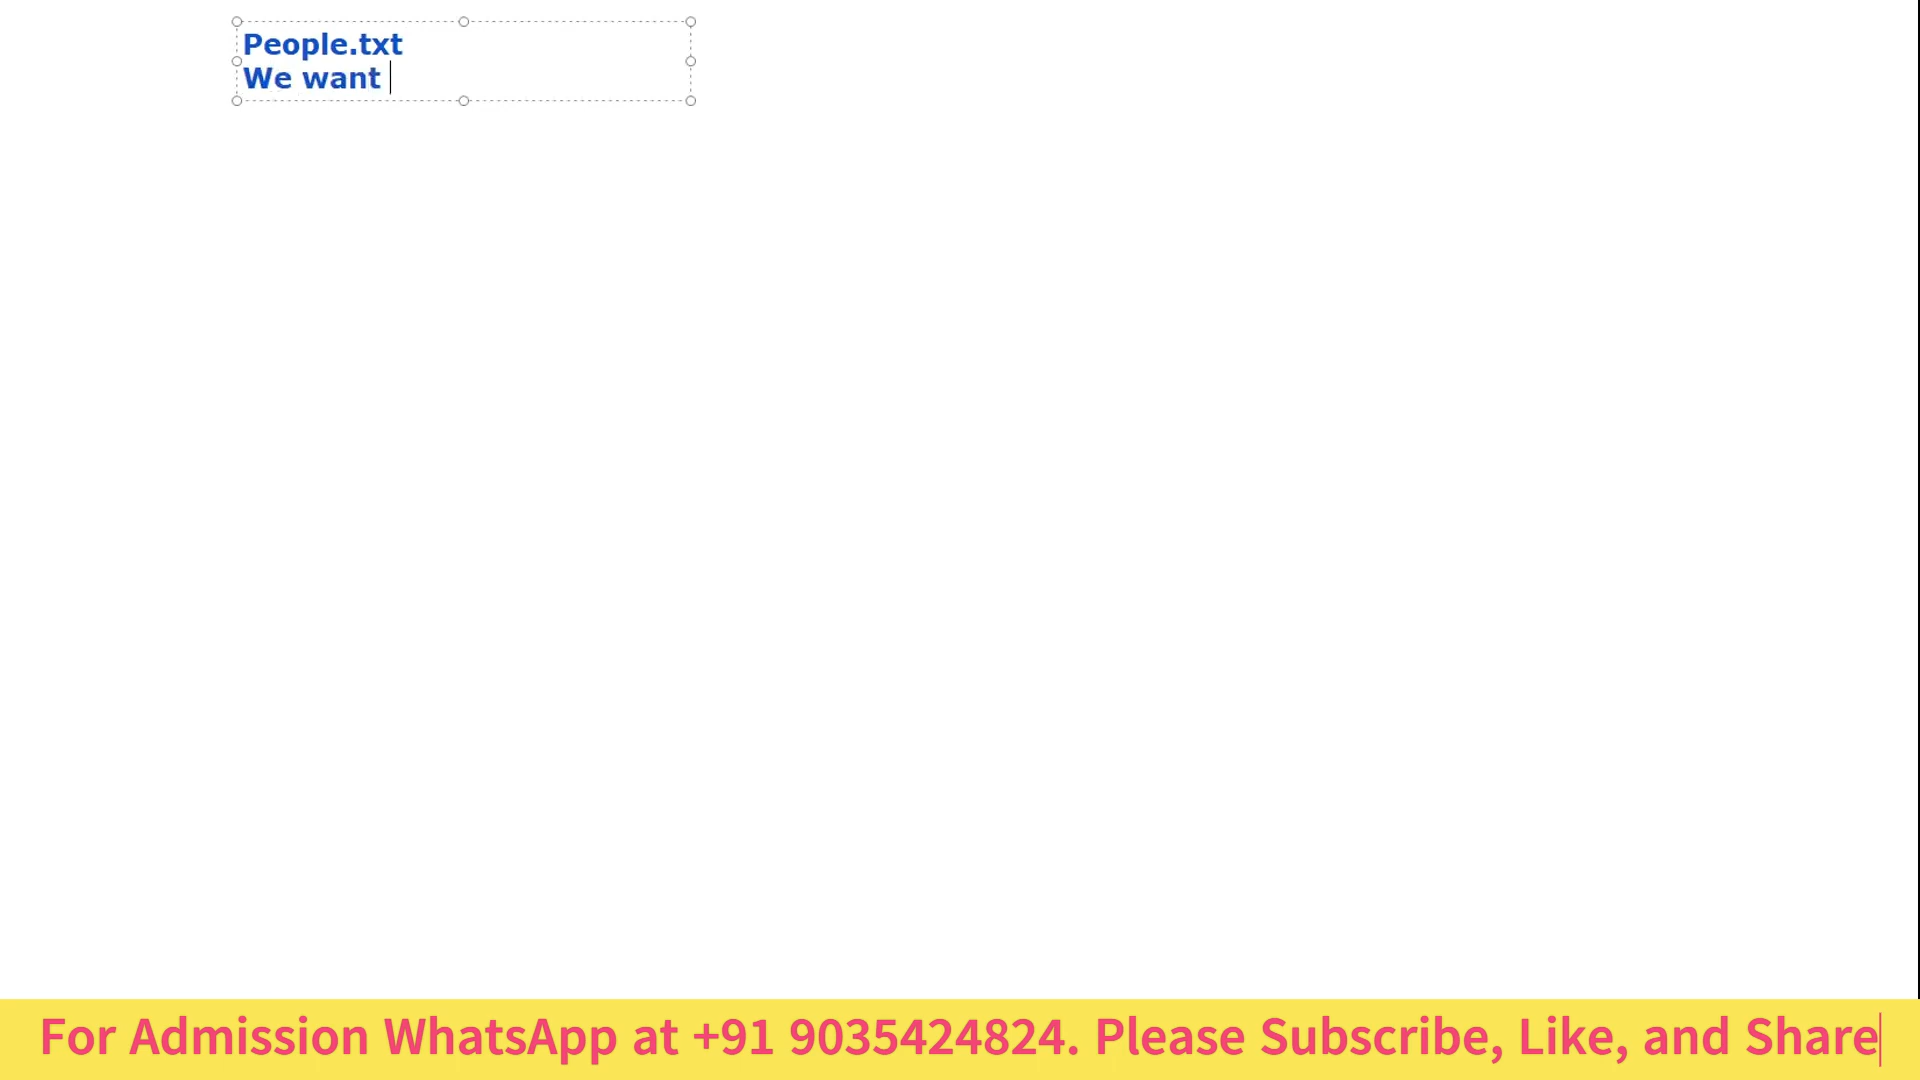 People.txt
We want
For Admission WhatsApp at +91 9035424824. Please Subscribe, Like, and Share